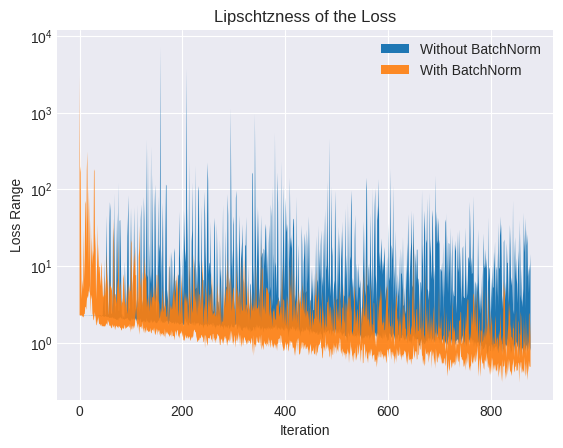 Lipschtzness of the Loss
Without BatchNorm
With BatchNorm
Loss Range
10⁴
10³
10²
10¹
10⁰
0 200 400 600 800
Iteration